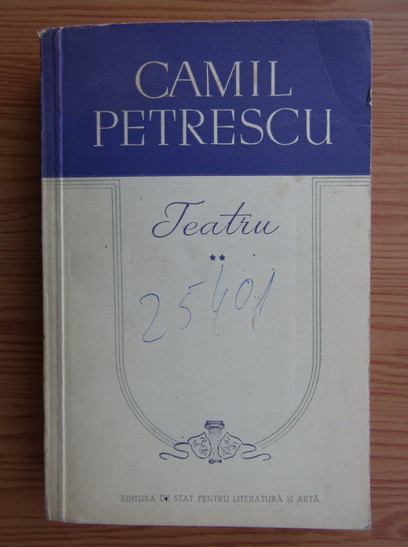 CAMIL
PETRESCU
Teatru
**
25401
EDITURA DE STAT PENTRU LITERATURĂ ȘI ARTĂ